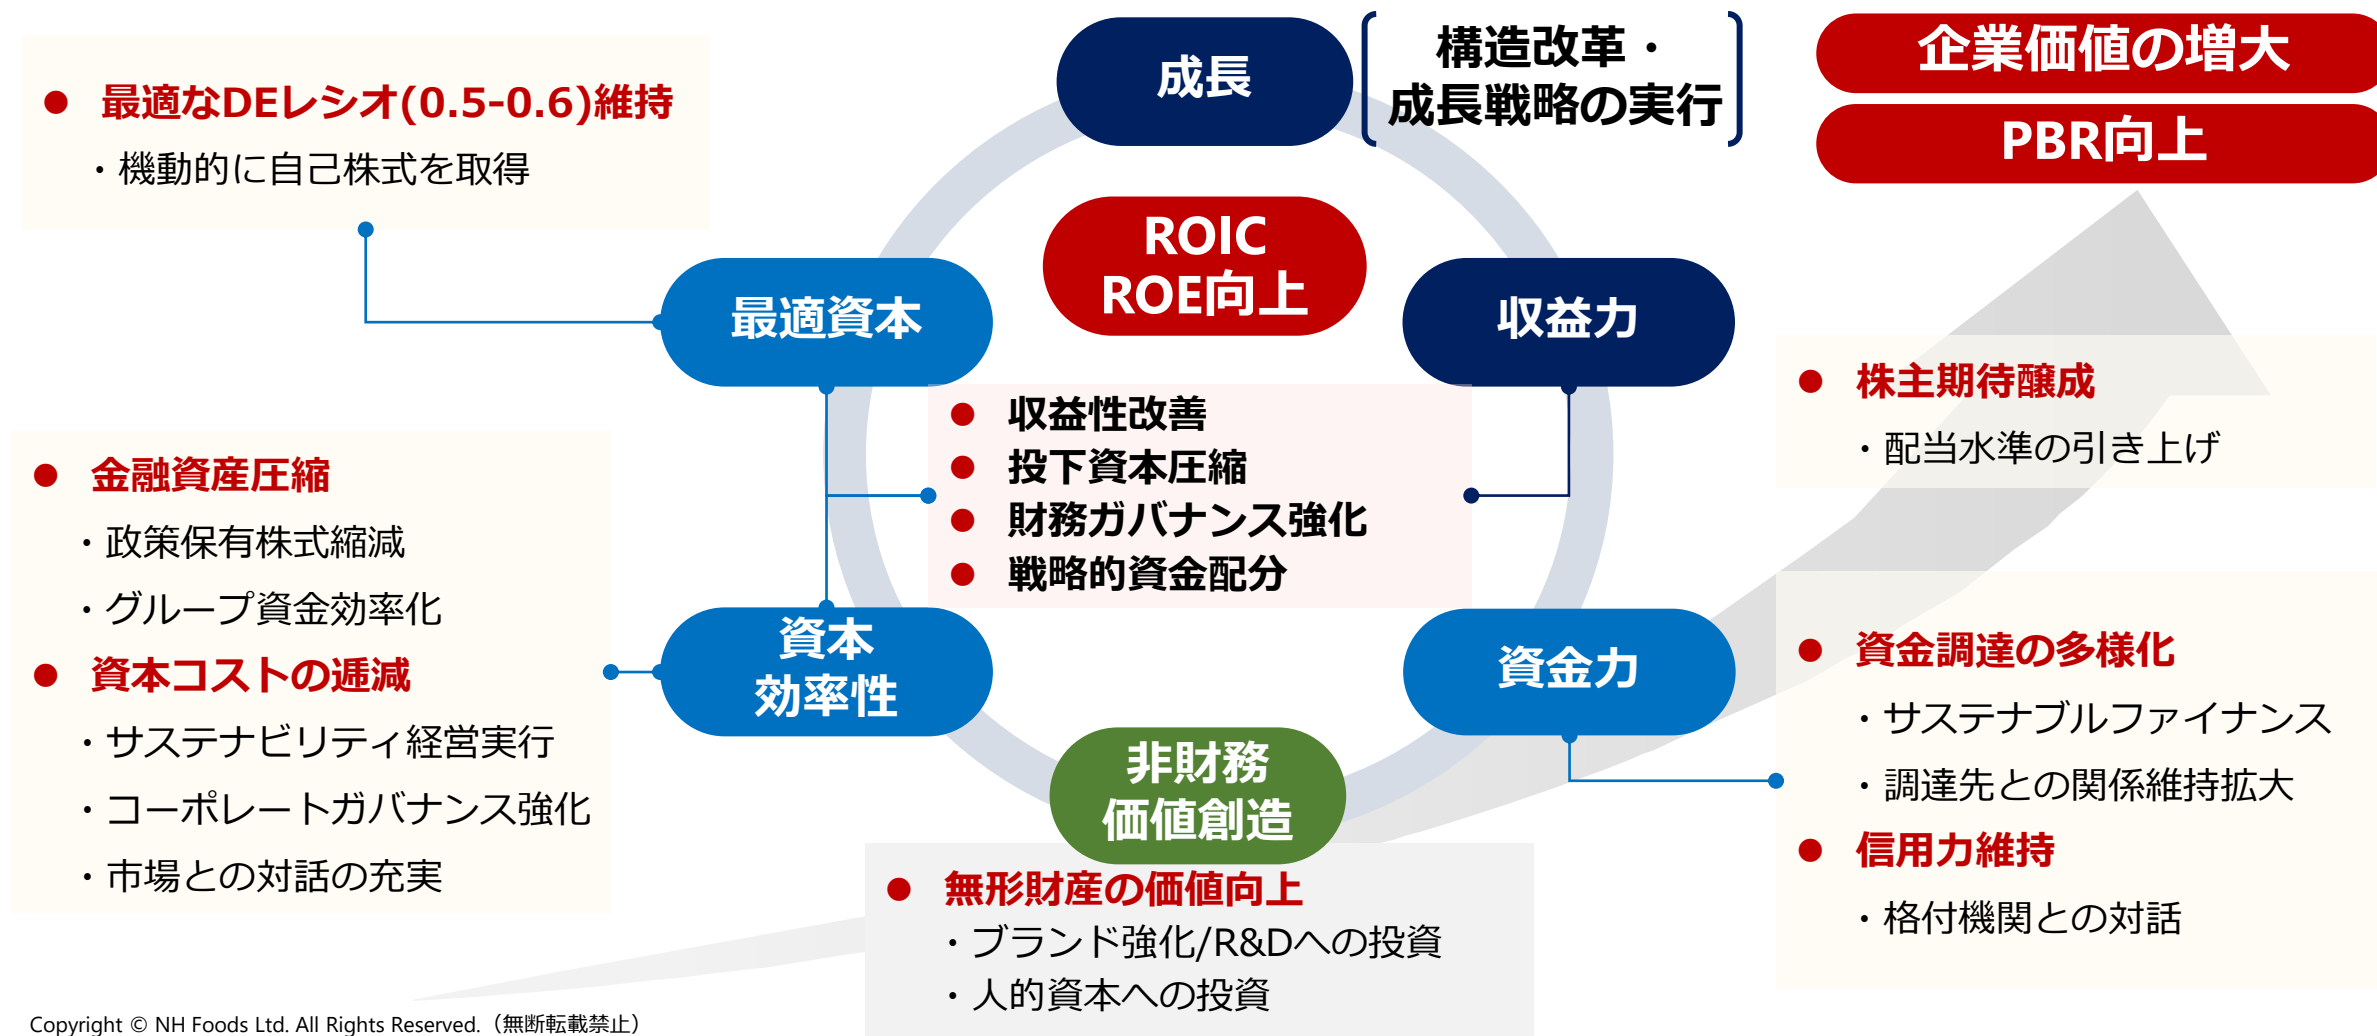 成長
構造改革・
成長戦略の実行
企業価値の増大
PBR向上
● 最適なDEレシオ(0.5-0.6)維持
・機動的に自己株式を取得
ROIC
ROE向上
最適資本
収益力
● 収益性改善
● 投下資本圧縮
● 財務ガバナンス強化
● 戦略的資金配分
● 株主期待醸成
・配当水準の引き上げ
● 金融資産圧縮
・政策保有株式縮減
・グループ資金効率化
● 資本コストの逓減
・サステナビリティ経営実行
・コーポレートガバナンス強化
・市場との対話の充実
資本
効率性
資金力
● 資金調達の多様化
・サステナブルファイナンス
・調達先との関係維持拡大
● 信用力維持
・格付機関との対話
非財務
価値創造
● 無形財産の価値向上
・ブランド強化/R&Dへの投資
・人的資本への投資
Copyright © NH Foods Ltd. All Rights Reserved.（無断転載禁止）